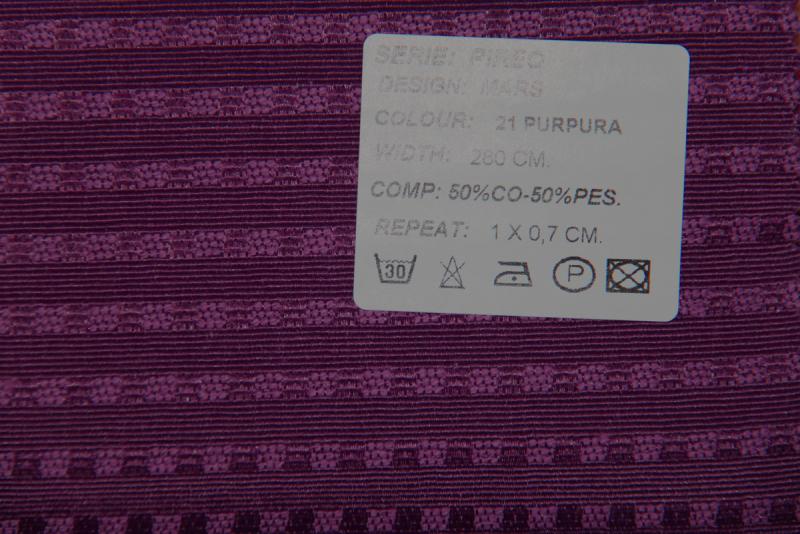 SERIE: PIREO
DESIGN: MARS
COLOUR: 21 PURPURA
WIDTH: 280 CM.
COMP: 50%CO-50%PES.
REPEAT: 1 X 0,7 CM.
30 P